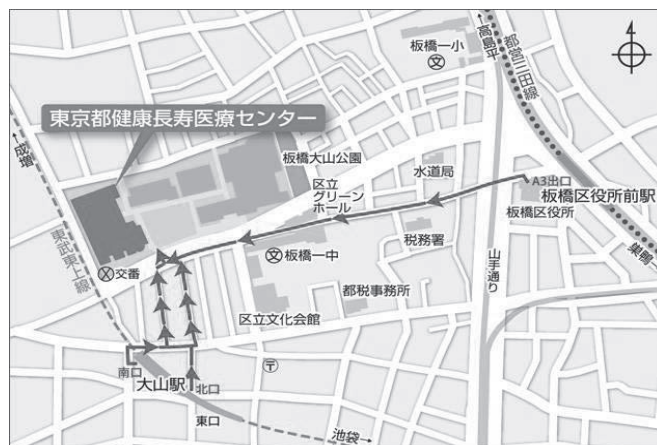 板橋一小
文
←高島平
都営三田線
東京都健康長寿医療センター
←成増
東武東上線
板橋大山公園
水道局
A3出口
板橋区役所前駅
板橋区役所
区立
グリーン
ホール
税務署
山手通り
巣鴨→
文 板橋一中
交番
都税事務所
区立文化会館
南口
大山駅
北口
東口
〒
池袋→